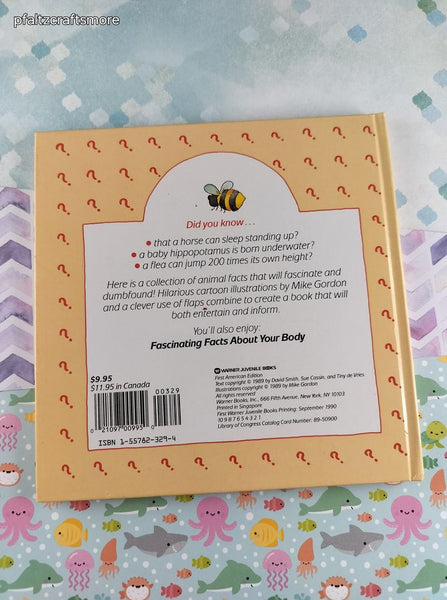 pfaltzcraftsmore
Did you know . . .
• that a horse can sleep standing up?
• a baby hippopotamus is born underwater?
• a flea can jump 200 times its own height?
Here is a collection of animal facts that will fascinate and
dumbfound! Hilarious cartoon illustrations by Mike Gordon
and a clever use of flaps combine to create a book that will
both entertain and inform.
You'll also enjoy:
Fascinating Facts About Your Body
$9.95
$11.95 in Canada
00329
0 21097 00995 0
ISBN 1-55782-329-4
WARNER JUVENILE BOOKS
First American Edition
Text copyright © 1989 by David Smith, Sue Cassin, and Tiny de Vries
Illustrations copyright © 1989 by Mike Gordon
Warner Books, Inc., 666 Fifth Avenue, New York, NY 10103
Printed in Singapore
First Warner Juvenile Books Printing: September 1990
10 9 8 7 6 5 4 3 2 1
Library of Congress Catalog Card Number: 89-50900